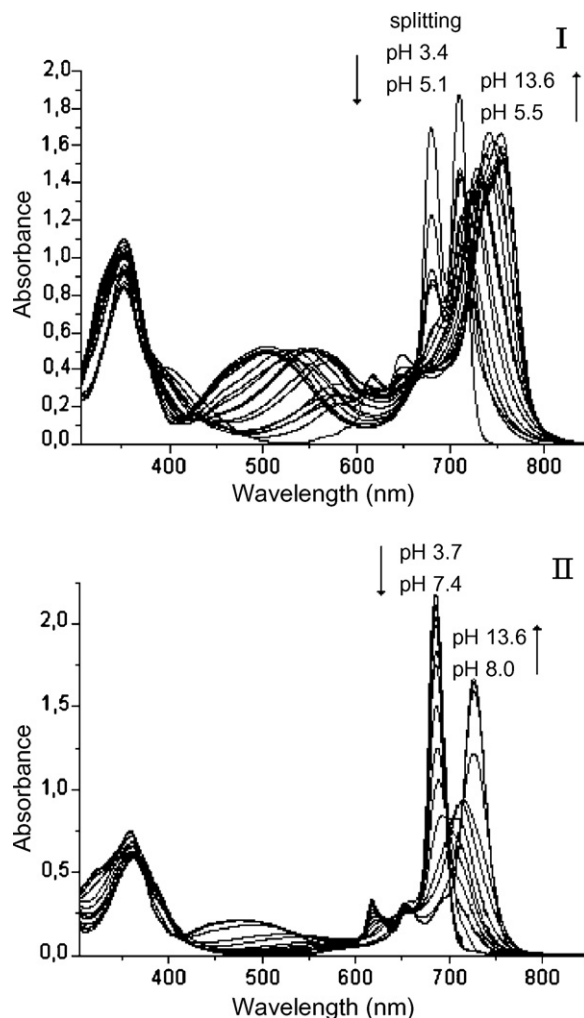 splitting
I
pH 3.4
pH 5.1
pH 13.6
pH 5.5
2,0
1,8
1,6
1,4
1,2
1,0
0,8
0,6
0,4
0,2
0,0
Absorbance
400 500 600 700 800
Wavelength (nm)
II
pH 3.7
pH 7.4
pH 13.6
pH 8.0
2,0
1,5
1,0
0,5
0,0
Absorbance
400 500 600 700 800
Wavelength (nm)